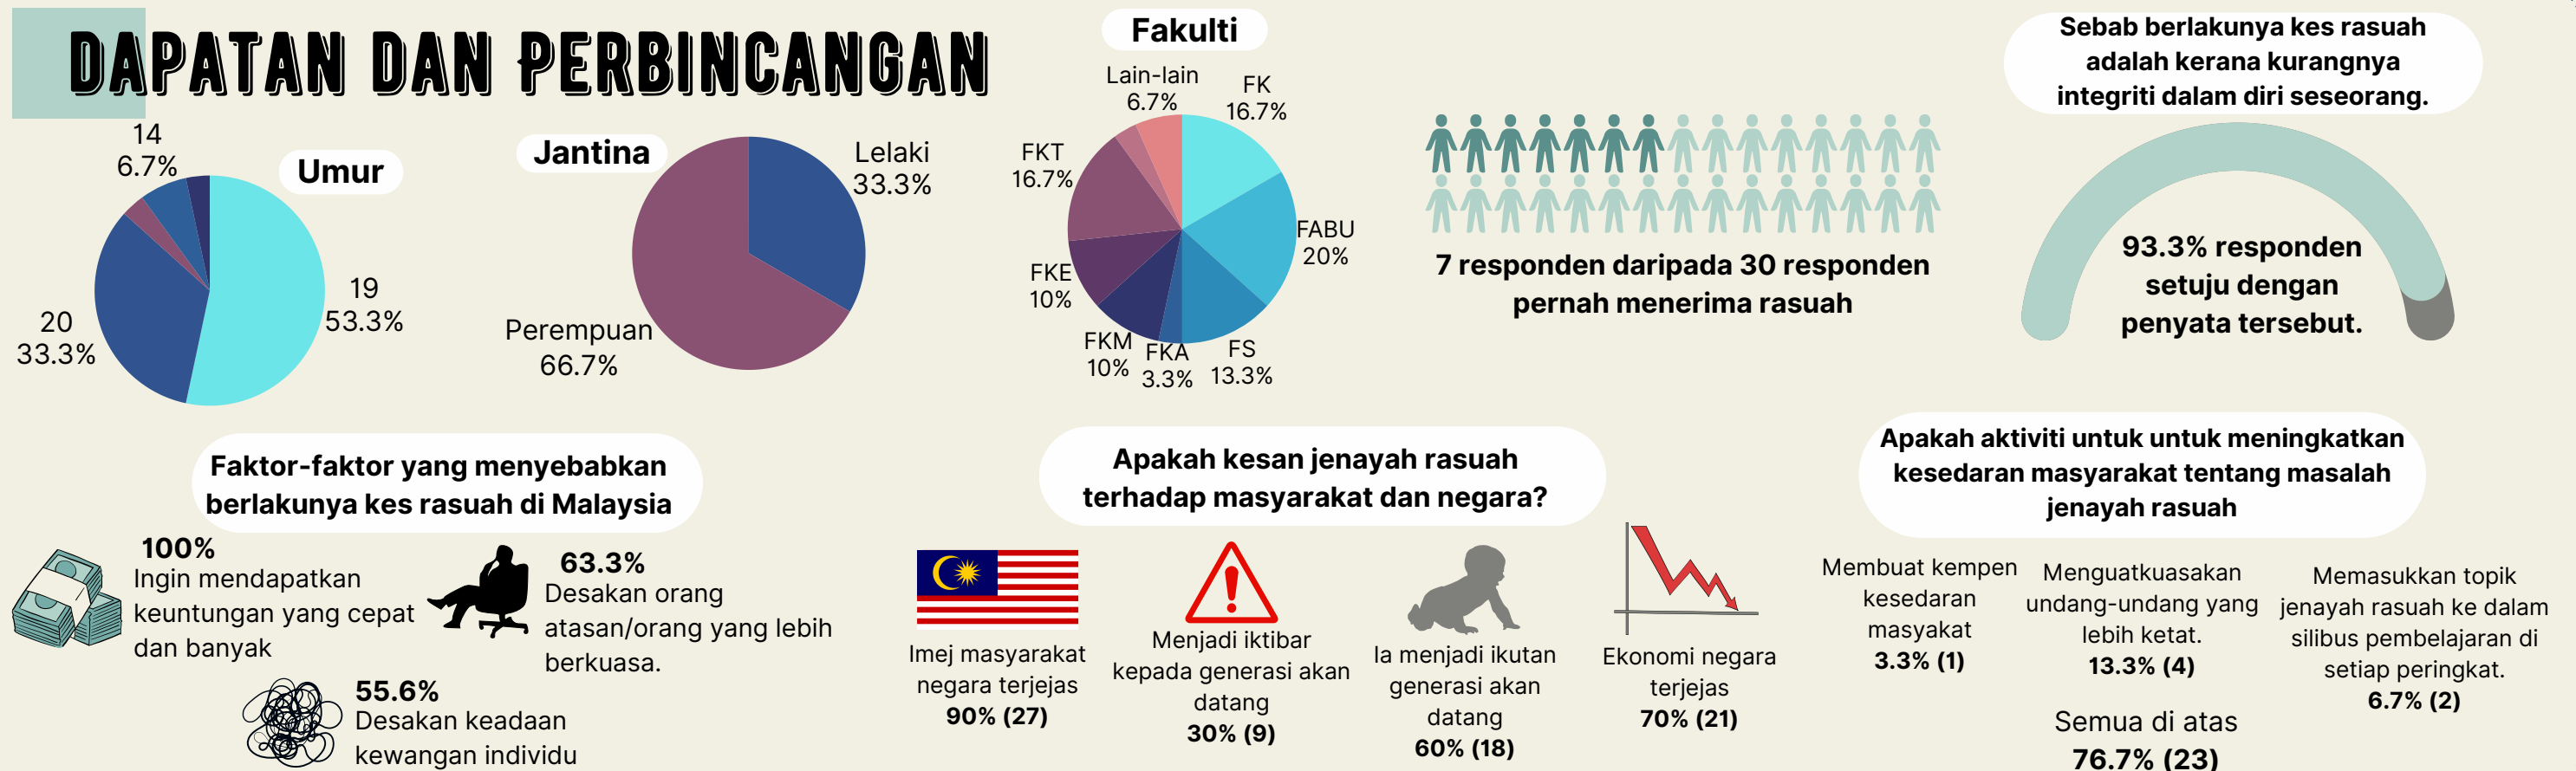 DAPATAN DAN PERBINCANGAN
Umur
14
6.7%
19
53.3%
20
33.3%
Jantina
Lelaki
33.3%
Perempuan
66.7%
Fakulti
Lain-lain
6.7%
FK
16.7%
FABU
20%
FS
13.3%
FKA
3.3%
FKM
10%
FKE
10%
FKT
16.7%
7 responden daripada 30 responden
pernah menerima rasuah
Sebab berlakunya kes rasuah
adalah kerana kurangnya
integriti dalam diri seseorang.
93.3% responden
setuju dengan
penyata tersebut.
Faktor-faktor yang menyebabkan
berlakunya kes rasuah di Malaysia
100%
Ingin mendapatkan
keuntungan yang cepat
dan banyak
63.3%
Desakan orang
atasan/orang yang lebih
berkuasa.
55.6%
Desakan keadaan
kewangan individu
Apakah kesan jenayah rasuah
terhadap masyarakat dan negara?
Imej masyarakat
negara terjejas
90% (27)
Menjadi iktibar
kepada generasi akan
datang
30% (9)
Ia menjadi ikutan
generasi akan
datang
60% (18)
Ekonomi negara
terjejas
70% (21)
Apakah aktiviti untuk untuk meningkatkan
kesedaran masyarakat tentang masalah
jenayah rasuah
Membuat kempen
kesedaran
masyakat
3.3% (1)
Menguatkuasakan
undang-undang yang
lebih ketat.
13.3% (4)
Memasukkan topik
jenayah rasuah ke dalam
silibus pembelajaran di
setiap peringkat.
6.7% (2)
Semua di atas
76.7% (23)